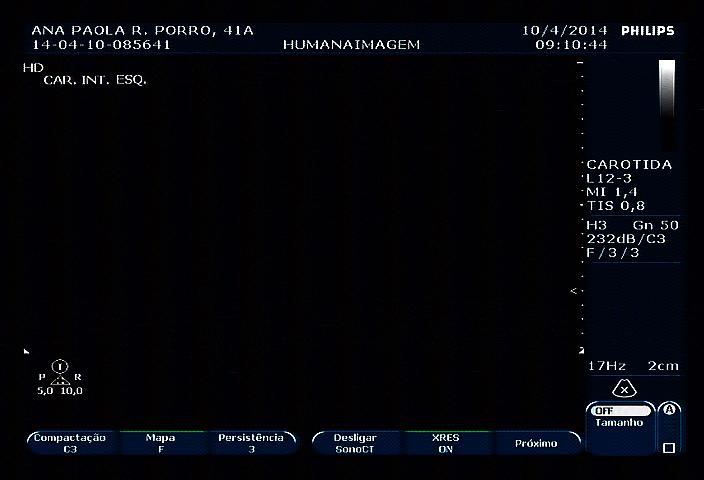 ANA PAOLA R. PORRO, 41A 10/4/2014 PHILIPS
14-04-10-085641 HUMANAIMAGEM 09:10:44
HD
CAR. INT. ESQ.
CAROTIDA
L12-3
MI 1,4
TIS 0,8
H3 Gn 50
232dB/C3
F/3/3
<
17Hz 2cm
T
P R
5,0 10,0
X
OFF A
Tamanho
Compactação Mapa Persistência Desligar XRES Próximo
C3 F 3 SonoCT ON